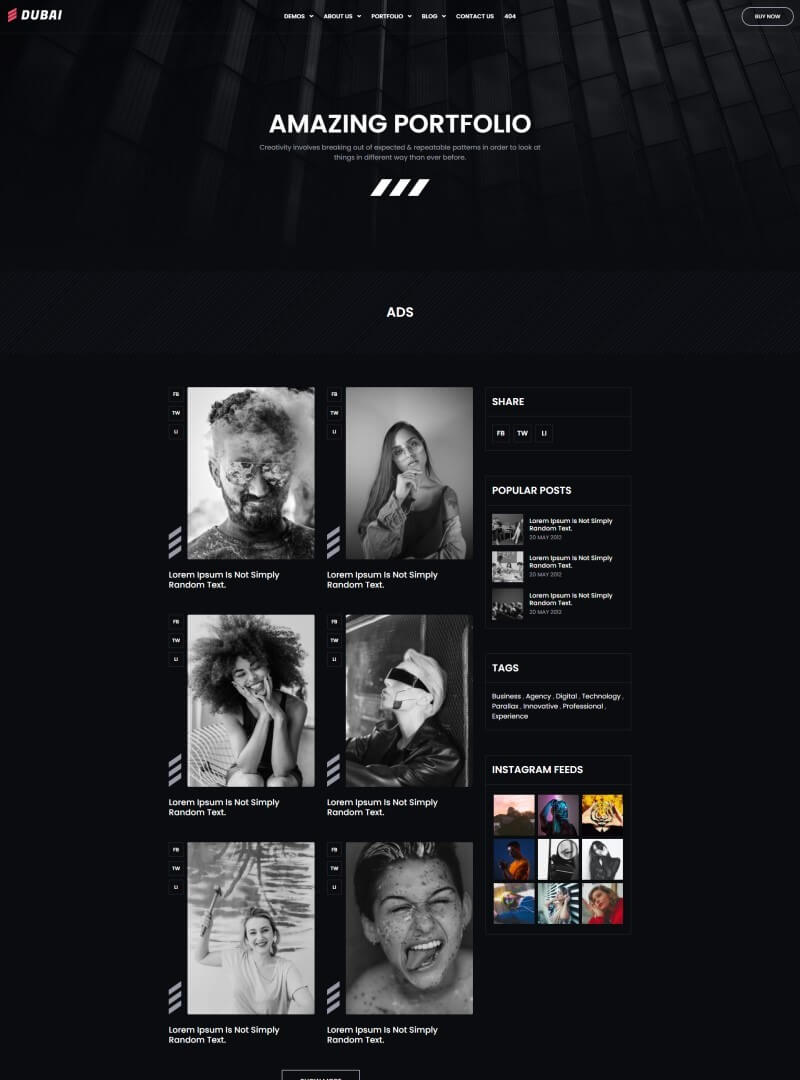 DUBAI
DEMOS ABOUT US PORTFOLIO BLOG CONTACT US 404
BUY NOW
AMAZING PORTFOLIO
Creativity involves breaking out of expected & repeatable patterns in order to look at
things in different way than ever before.
ADS
FB
TW
LI
Lorem Ipsum Is Not Simply
Random Text.
FB
TW
LI
Lorem Ipsum Is Not Simply
Random Text.
FB
TW
LI
Lorem Ipsum Is Not Simply
Random Text.
FB
TW
LI
Lorem Ipsum Is Not Simply
Random Text.
FB
TW
LI
Lorem Ipsum Is Not Simply
Random Text.
FB
TW
LI
Lorem Ipsum Is Not Simply
Random Text.
SHARE
FB TW LI
POPULAR POSTS
Lorem Ipsum Is Not Simply
Random Text.
20 MAY 2012
Lorem Ipsum Is Not Simply
Random Text.
20 MAY 2012
Lorem Ipsum Is Not Simply
Random Text.
20 MAY 2012
TAGS
Business , Agency , Digital , Technology ,
Parallax , Innovative , Professional ,
Experience
INSTAGRAM FEEDS